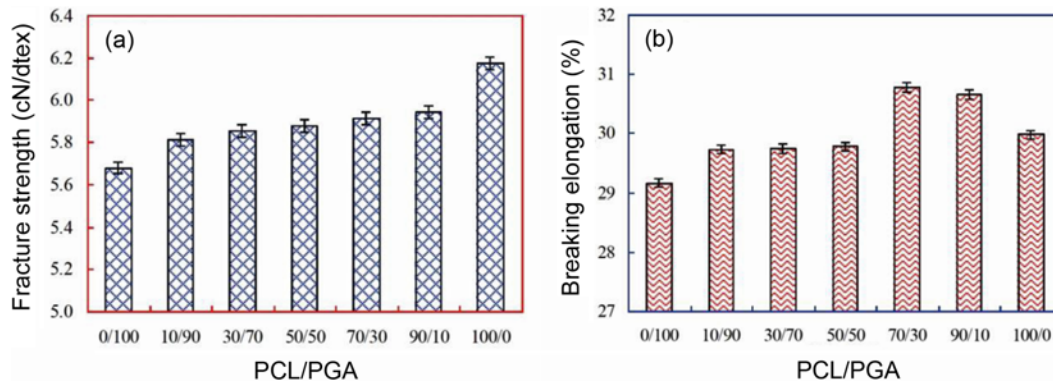 (a)
Fracture strength (cN/dtex)
6.4
6.2
6.0
5.8
5.6
5.4
5.2
5.0
0/100 10/90 30/70 50/50 70/30 90/10 100/0
PCL/PGA
(b)
Breaking elongation (%)
32
31
30
29
28
27
0/100 10/90 30/70 50/50 70/30 90/10 100/0
PCL/PGA